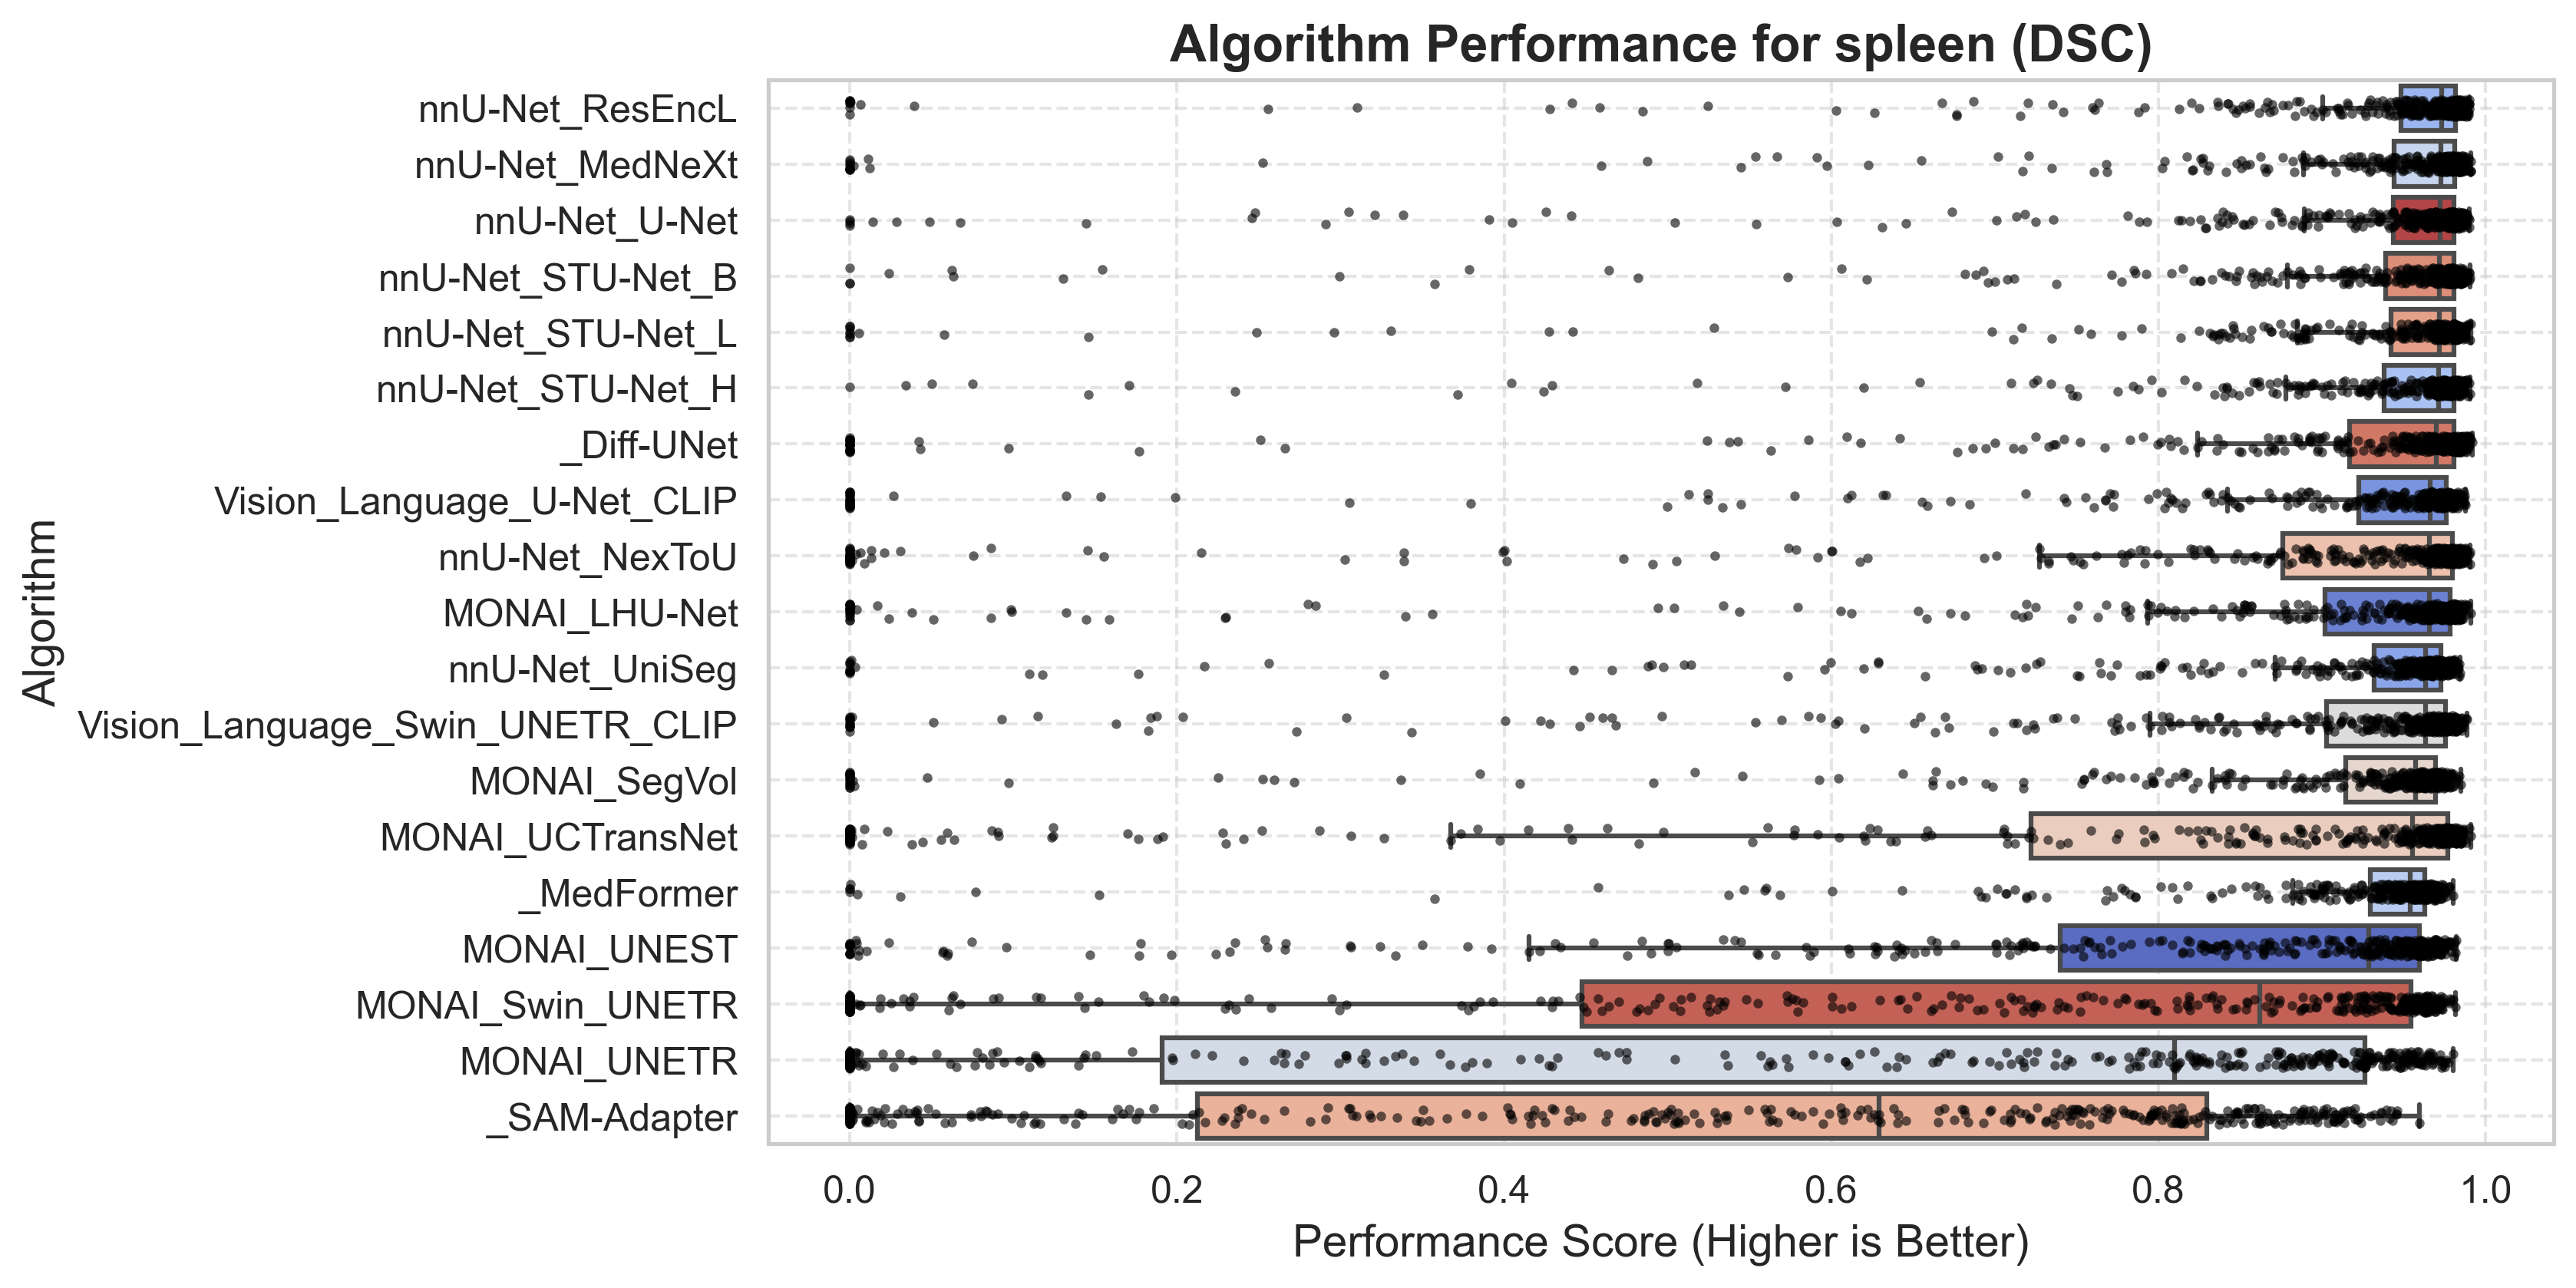 Algorithm Performance for spleen (DSC)
Algorithm
nnU-Net_ResEncL
nnU-Net_MedNeXt
nnU-Net_U-Net
nnU-Net_STU-Net_B
nnU-Net_STU-Net_L
nnU-Net_STU-Net_H
_Diff-UNet
Vision_Language_U-Net_CLIP
nnU-Net_NexToU
MONAI_LHU-Net
nnU-Net_UniSeg
Vision_Language_Swin_UNETR_CLIP
MONAI_SegVol
MONAI_UCTransNet
_MedFormer
MONAI_UNEST
MONAI_Swin_UNETR
MONAI_UNETR
_SAM-Adapter
0.0 0.2 0.4 0.6 0.8 1.0
Performance Score (Higher is Better)